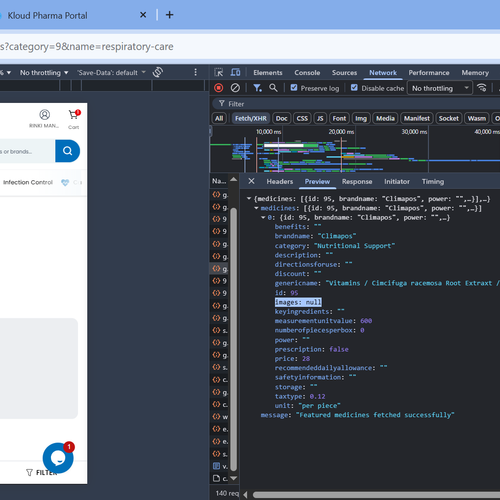 Kloud Pharma Portal
s?category=9&name=respiratory-care
% No throttling 'Save-Data': default
Elements Console Sources Network Performance Memory
Preserve log Disable cache No throttling
Filter
All Fetch/XHR Doc CSS JS Font Img Media Manifest Socket Wasm
10,000 ms 20,000 ms 30,000 ms 40,000 ms
RINKI MAN... Cart
or brands...
Infection Control
Na...
Headers Preview Response Initiator Timing
{medicines: [{id: 95, brandname: "Climapos", power: "",…}],…}
medicines: [{id: 95, brandname: "Climapos", power: "",…}]
0: {id: 95, brandname: "Climapos", power: "",…}
benefits: ""
brandname: "Climapos"
category: "Nutritional Support"
description: ""
directionsforuse: ""
discount: ""
genericname: "Vitamins / Cimcifuga racemosa Root Extraxt /
id: 95
images: null
keyingredients: ""
measurementunitvalue: 600
numberofpiecesperbox: 0
power: ""
prescription: false
price: 28
recommendeddailyallowance: ""
safetyinformation: ""
storage: ""
taxtype: 0.12
unit: "per piece"
message: "Featured medicines fetched successfully"
1
FILTER
140 req